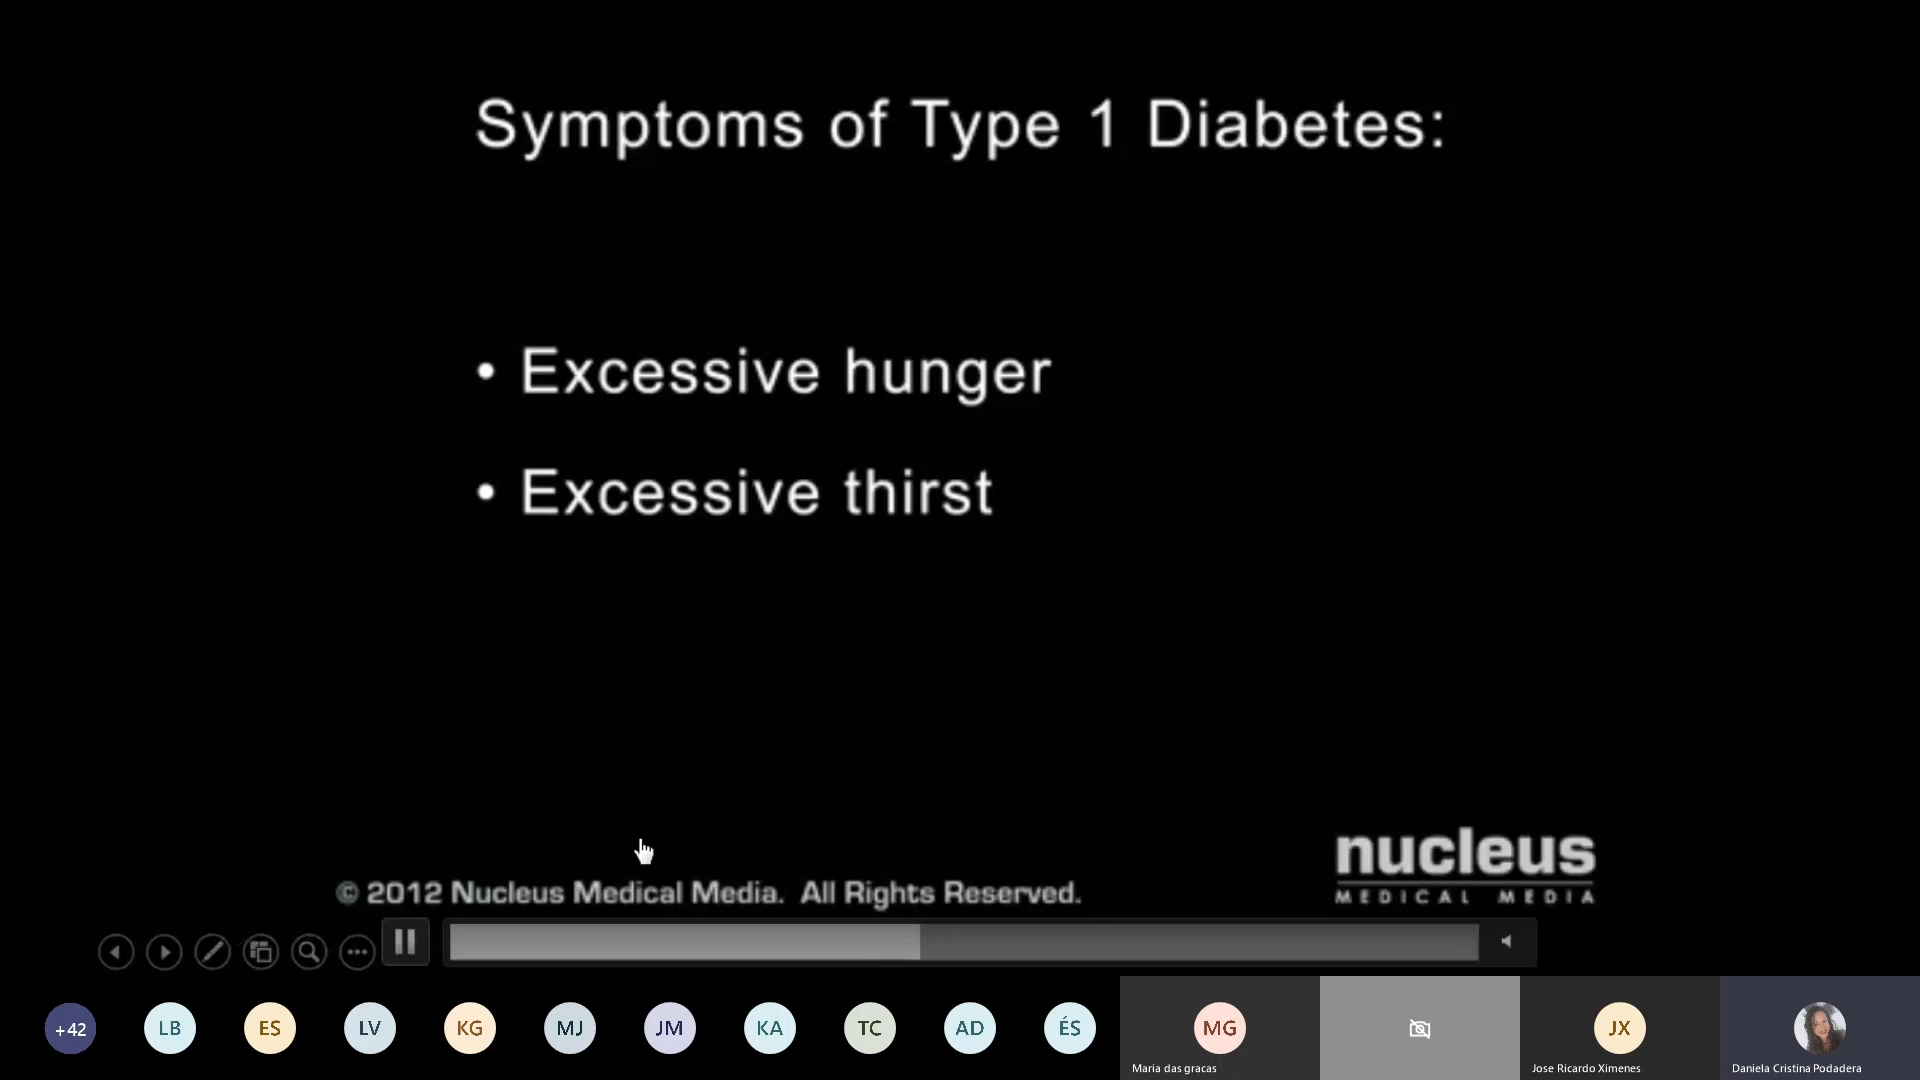 Symptoms of Type 1 Diabetes:
• Excessive hunger
• Excessive thirst
nucleus
MEDICAL MEDIA
© 2012 Nucleus Medical Media. All Rights Reserved.
+42
LB
ES
LV
KG
MJ
JM
KA
TC
AD
ÉS
MG
JX
Maria das gracas
Jose Ricardo Ximenes
Daniela Cristina Podadera